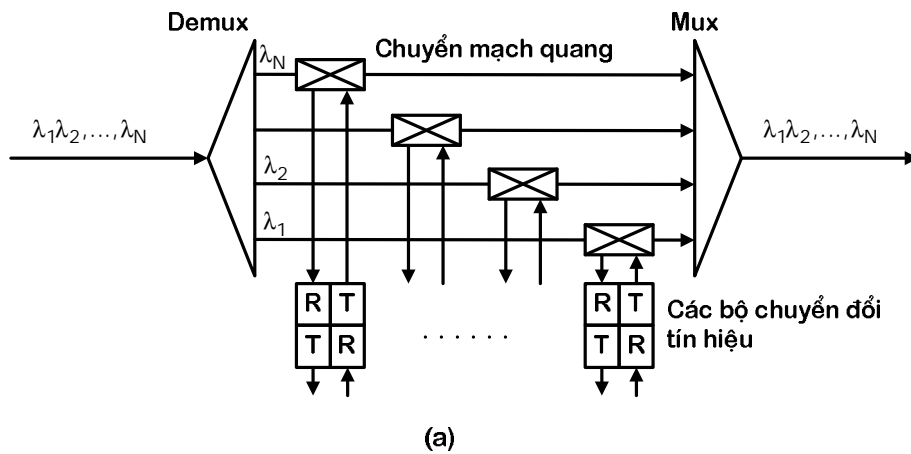 Demux
Mux
λN
Chuyển mạch quang
λ1λ2,...,λN
λ1λ2,...,λN
λ2
λ1
R T
R T
Các bộ chuyển đổi
tín hiệu
T R
......
T R
(a)